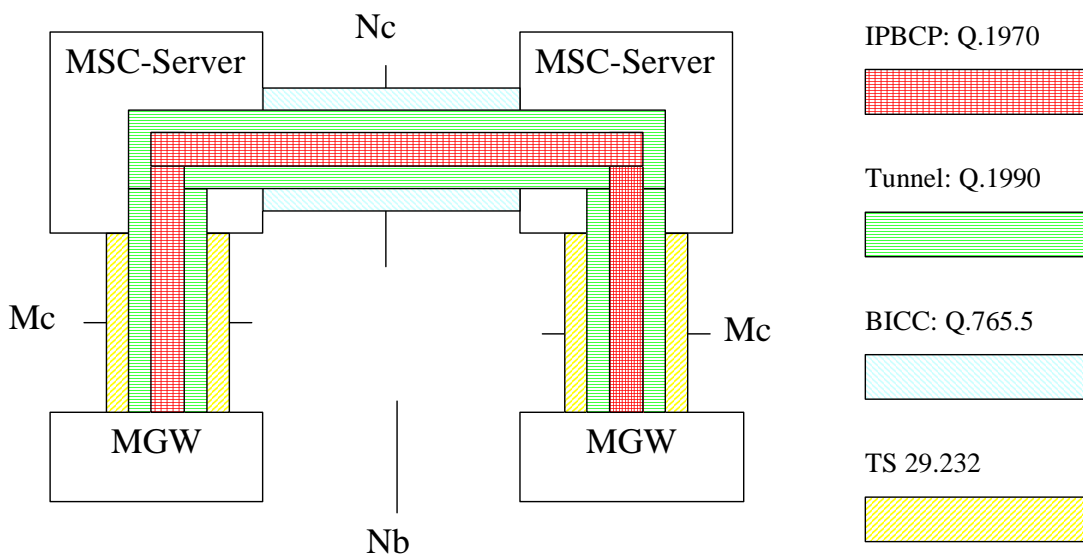 Nc
MSC-Server
MSC-Server
Mc
Mc
MGW
MGW
Nb
IPBCP: Q.1970
Tunnel: Q.1990
BICC: Q.765.5
TS 29.232